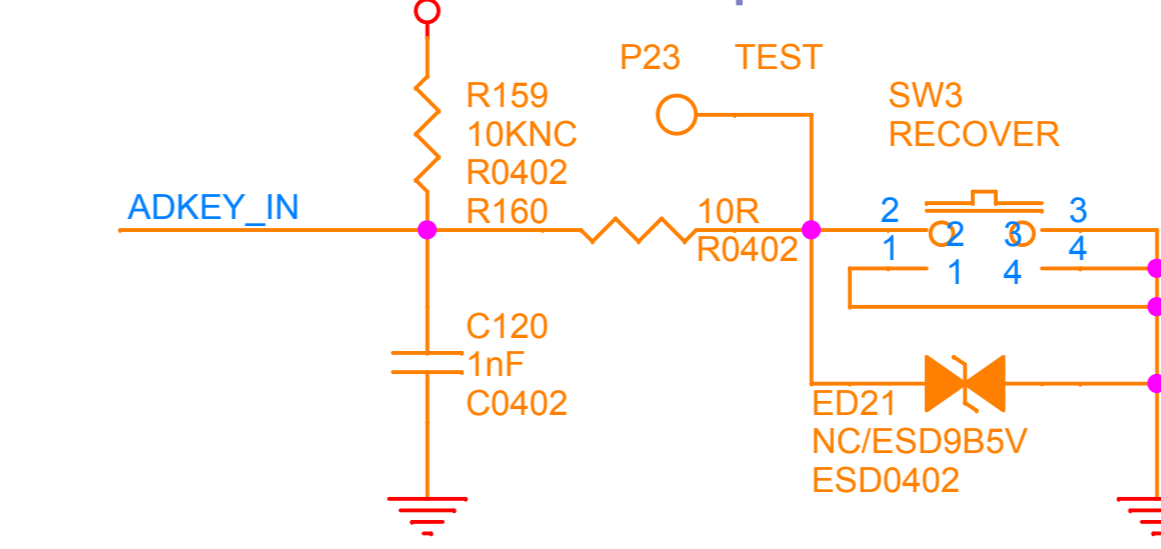 P23 TEST
R159
10KNC
R0402
SW3
RECOVER
ADKEY_IN
R160
10R
R0402
2
3
2
3
1
4
1
4
C120
1nF
C0402
ED21
NC/ESD9B5V
ESD0402